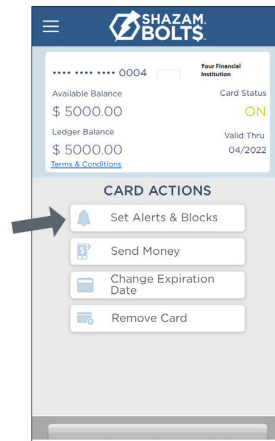 SHAZAM.
BOLT$.
•••• •••• •••• 0004
Your Financial
Institution
Available Balance
Card Status
$ 5000.00
ON
Ledger Balance
Valid Thru
$ 5000.00
04/2022
Terms & Conditions
CARD ACTIONS
Set Alerts & Blocks
Send Money
Change Expiration
Date
Remove Card